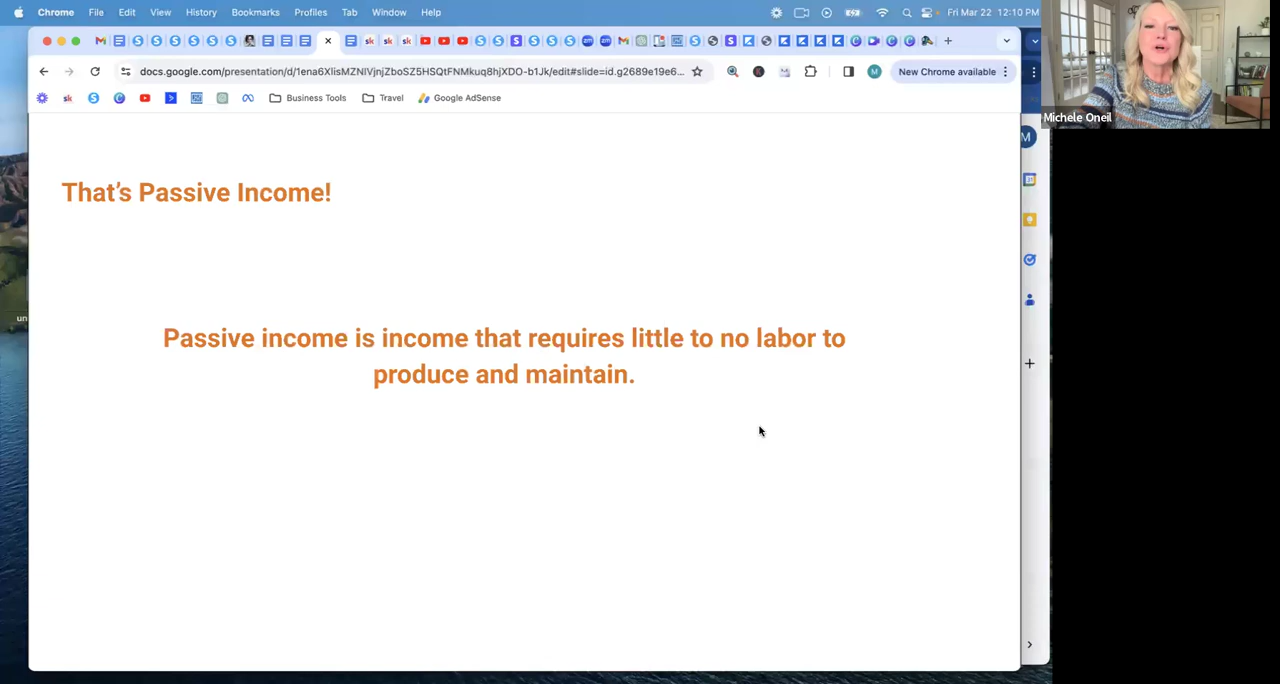 Chrome File Edit View History Bookmarks Profiles Tab Window Help Fri Mar 22 12:10 PM
docs.google.com/presentation/d/1ena6XlisMZNIVjnjZboSZ5HSQtFNMkuq8hjXDO-b1Jk/edit#slide=id.g2689e19e6... New Chrome available
Business Tools Travel Google AdSense
Michele Oneil
M
That's Passive Income!
Passive income is income that requires little to no labor to
produce and maintain.
un